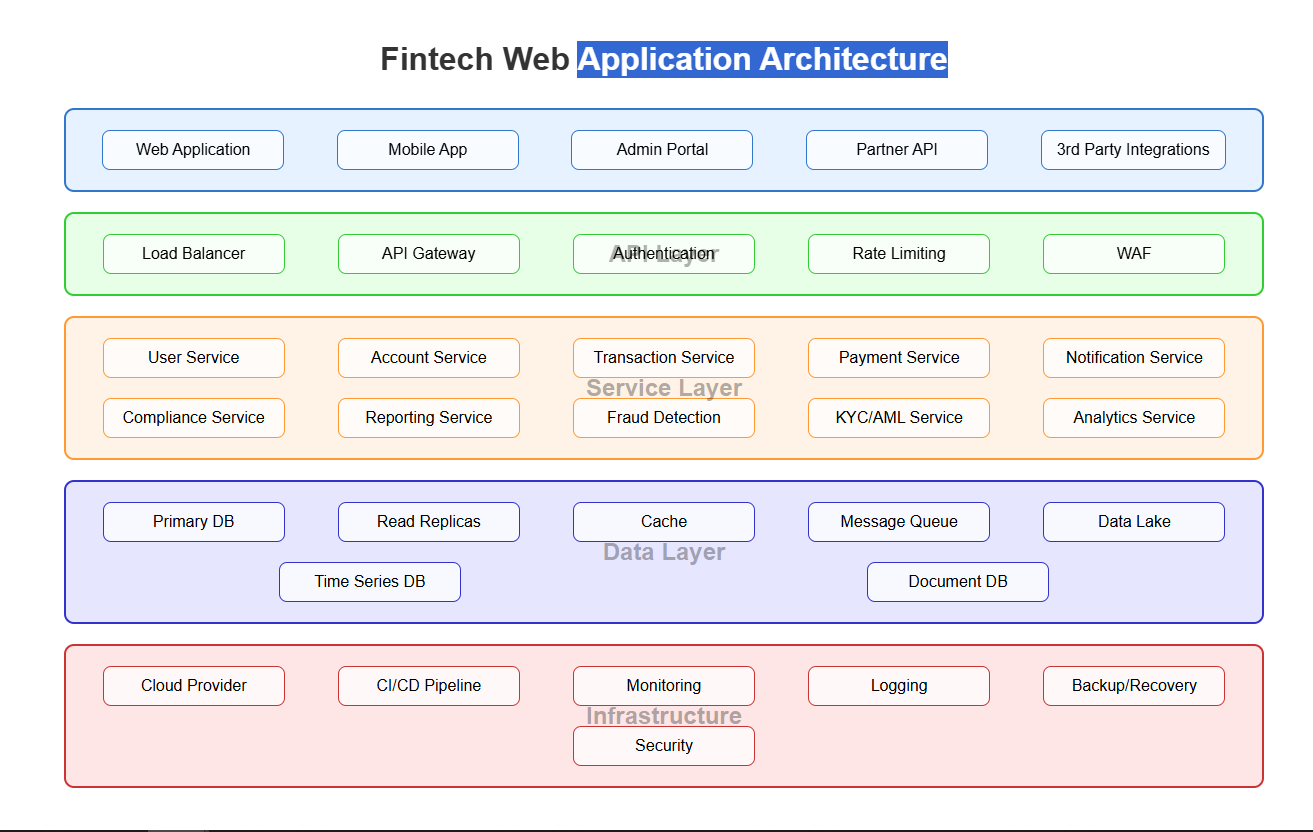 Fintech Web Application Architecture
Web Application Mobile App Admin Portal Partner API 3rd Party Integrations
API Layer
Load Balancer API Gateway Authentication Rate Limiting WAF
User Service Account Service Transaction Service Payment Service Notification Service
Service Layer
Compliance Service Reporting Service Fraud Detection KYC/AML Service Analytics Service
Primary DB Read Replicas Cache Message Queue Data Lake
Data Layer
Time Series DB Document DB
Cloud Provider CI/CD Pipeline Monitoring Logging Backup/Recovery
Infrastructure
Security